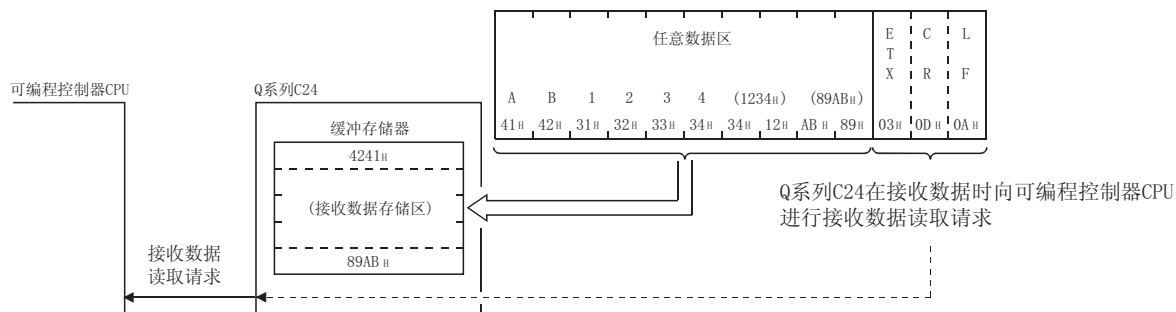 任意数据区
E C L
T
X R F
可编程控制器CPU
Q系列C24
A B 1 2 3 4 (1234H) (89ABH)
41H 42H 31H 32H 33H 34H 34H 12H ABH 89H 03H 0DH 0AH
缓冲存储器
4241H
(接收数据存储区)
89ABH
Q系列C24在接收数据时向可编程控制器CPU
进行接收数据读取请求
接收数据
读取请求